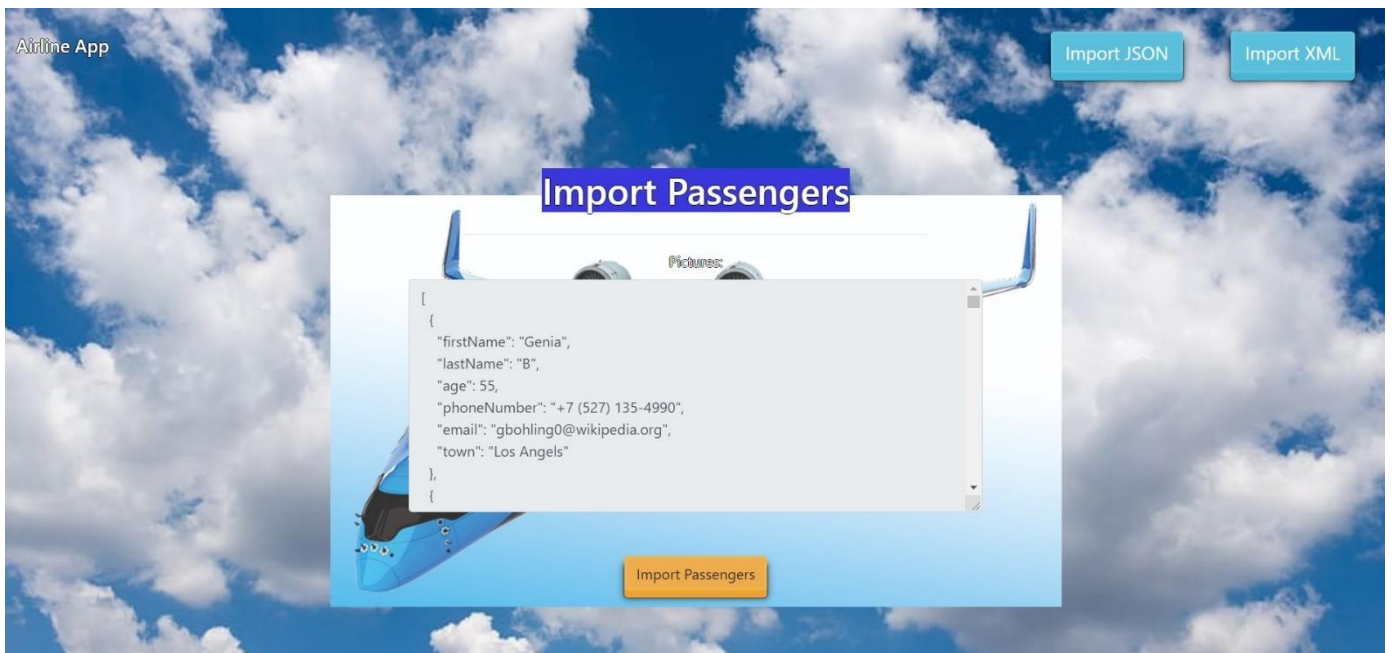 Airline App
Import JSON
Import XML
Import Passengers
Pictures:
[
{
"firstName": "Genia",
"lastName": "B",
"age": 55,
"phoneNumber": "+7 (527) 135-4990",
"email": "gbohling0@wikipedia.org",
"town": "Los Angels"
},
{
Import Passengers